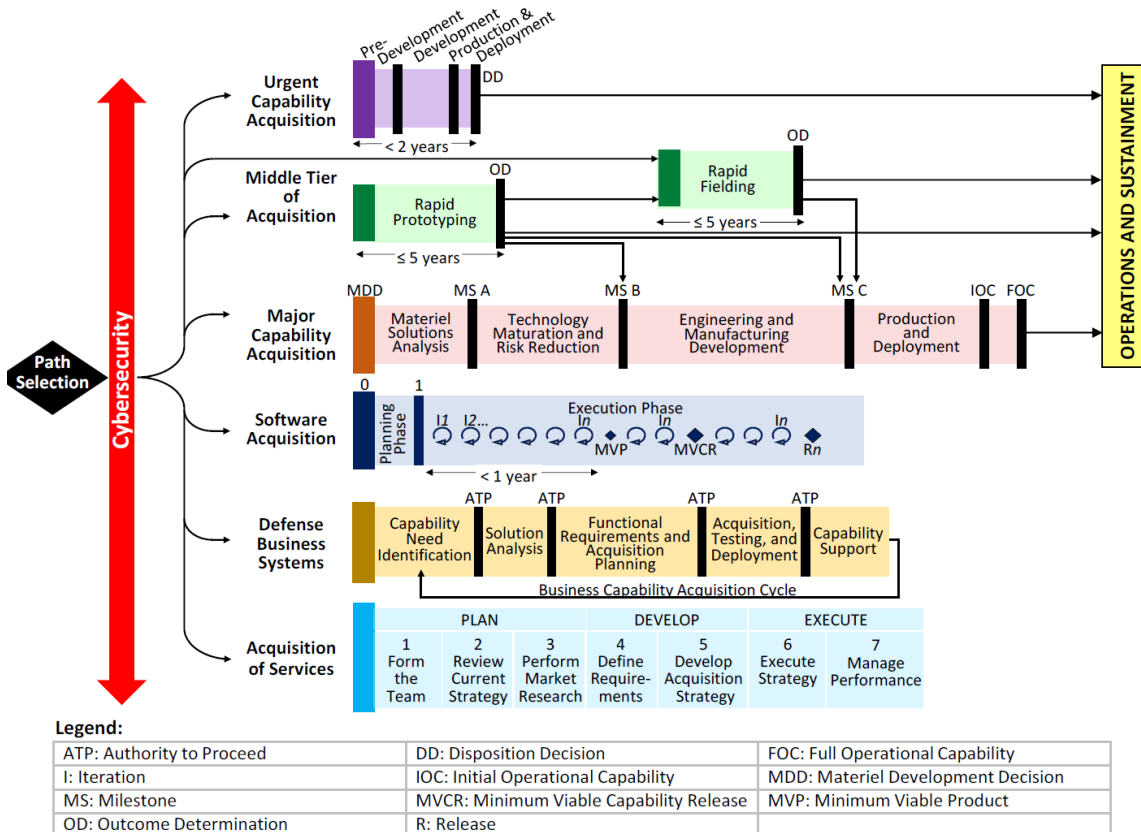 Pre-
Development
Development
Production &
Deployment
Urgent
Capability
Acquisition
DD
< 2 years
OD
Rapid
Fielding
≤ 5 years
Middle Tier
of
Acquisition
OD
Rapid
Prototyping
≤ 5 years
OPERATIONS AND SUSTAINMENT
Path
Selection
Cybersecurity
Major
Capability
Acquisition
MDD
MS A
MS B
MS C
IOC
FOC
Materiel
Solutions
Analysis
Technology
Maturation and
Risk Reduction
Engineering and
Manufacturing
Development
Production
and
Deployment
Software
Acquisition
0
1
Planning
Phase
Execution Phase
I1
I2...
In
In
In
MVP
MVCR
Rn
< 1 year
Defense
Business
Systems
ATP
ATP
ATP
ATP
Capability
Need
Identification
Solution
Analysis
Functional
Requirements and
Acquisition
Planning
Acquisition,
Testing, and
Deployment
Capability
Support
Business Capability Acquisition Cycle
Acquisition
of Services
PLAN
DEVELOP
EXECUTE
1
Form
the
Team
2
Review
Current
Strategy
3
Perform
Market
Research
4
Define
Require-
ments
5
Develop
Acquisition
Strategy
6
Execute
Strategy
7
Manage
Performance
Legend:
ATP: Authority to Proceed
DD: Disposition Decision
FOC: Full Operational Capability
I: Iteration
IOC: Initial Operational Capability
MDD: Materiel Development Decision
MS: Milestone
MVCR: Minimum Viable Capability Release
MVP: Minimum Viable Product
OD: Outcome Determination
R: Release